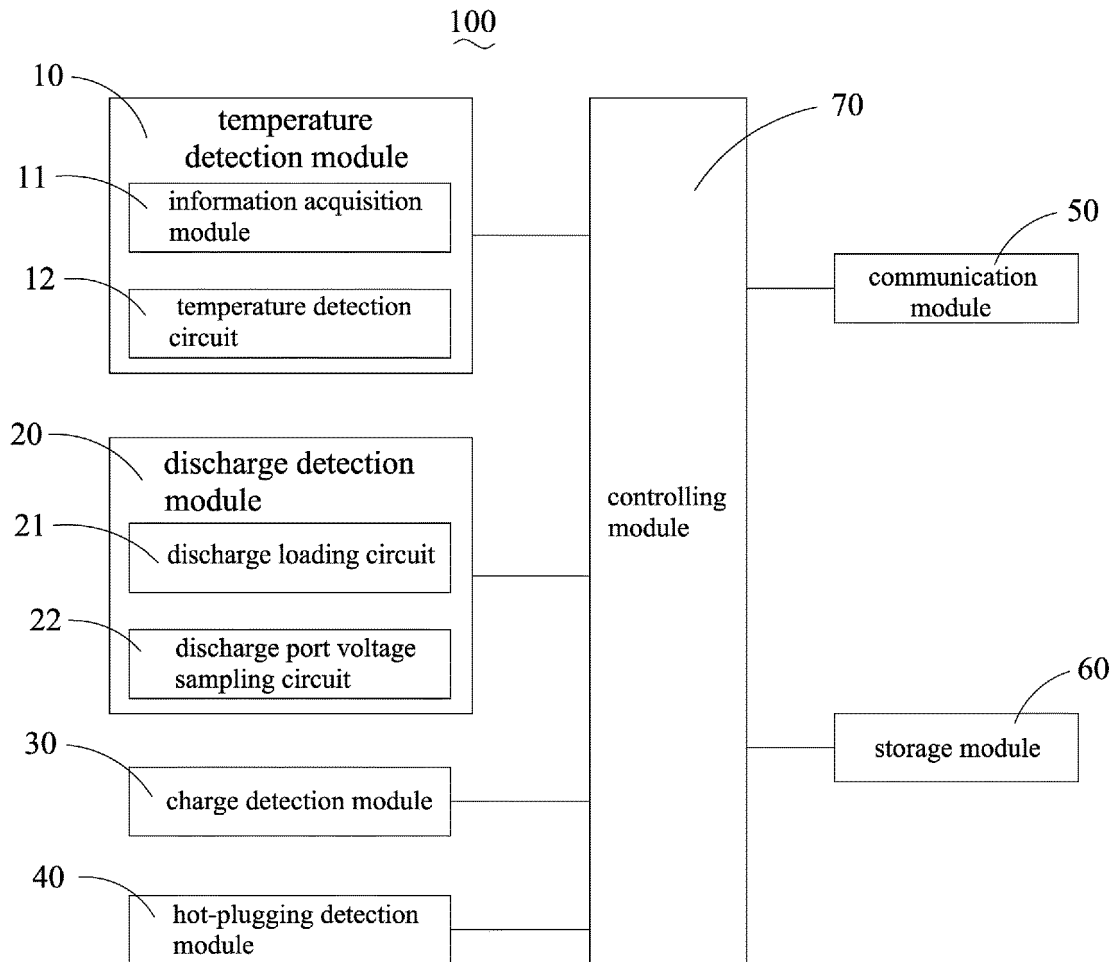 100
10
temperature
detection module
11
information acquisition
module
12
temperature detection
circuit
20
discharge detection
module
21
discharge loading circuit
22
discharge port voltage
sampling circuit
30
charge detection module
40
hot-plugging detection
module
70
controlling
module
50
communication
module
60
storage module